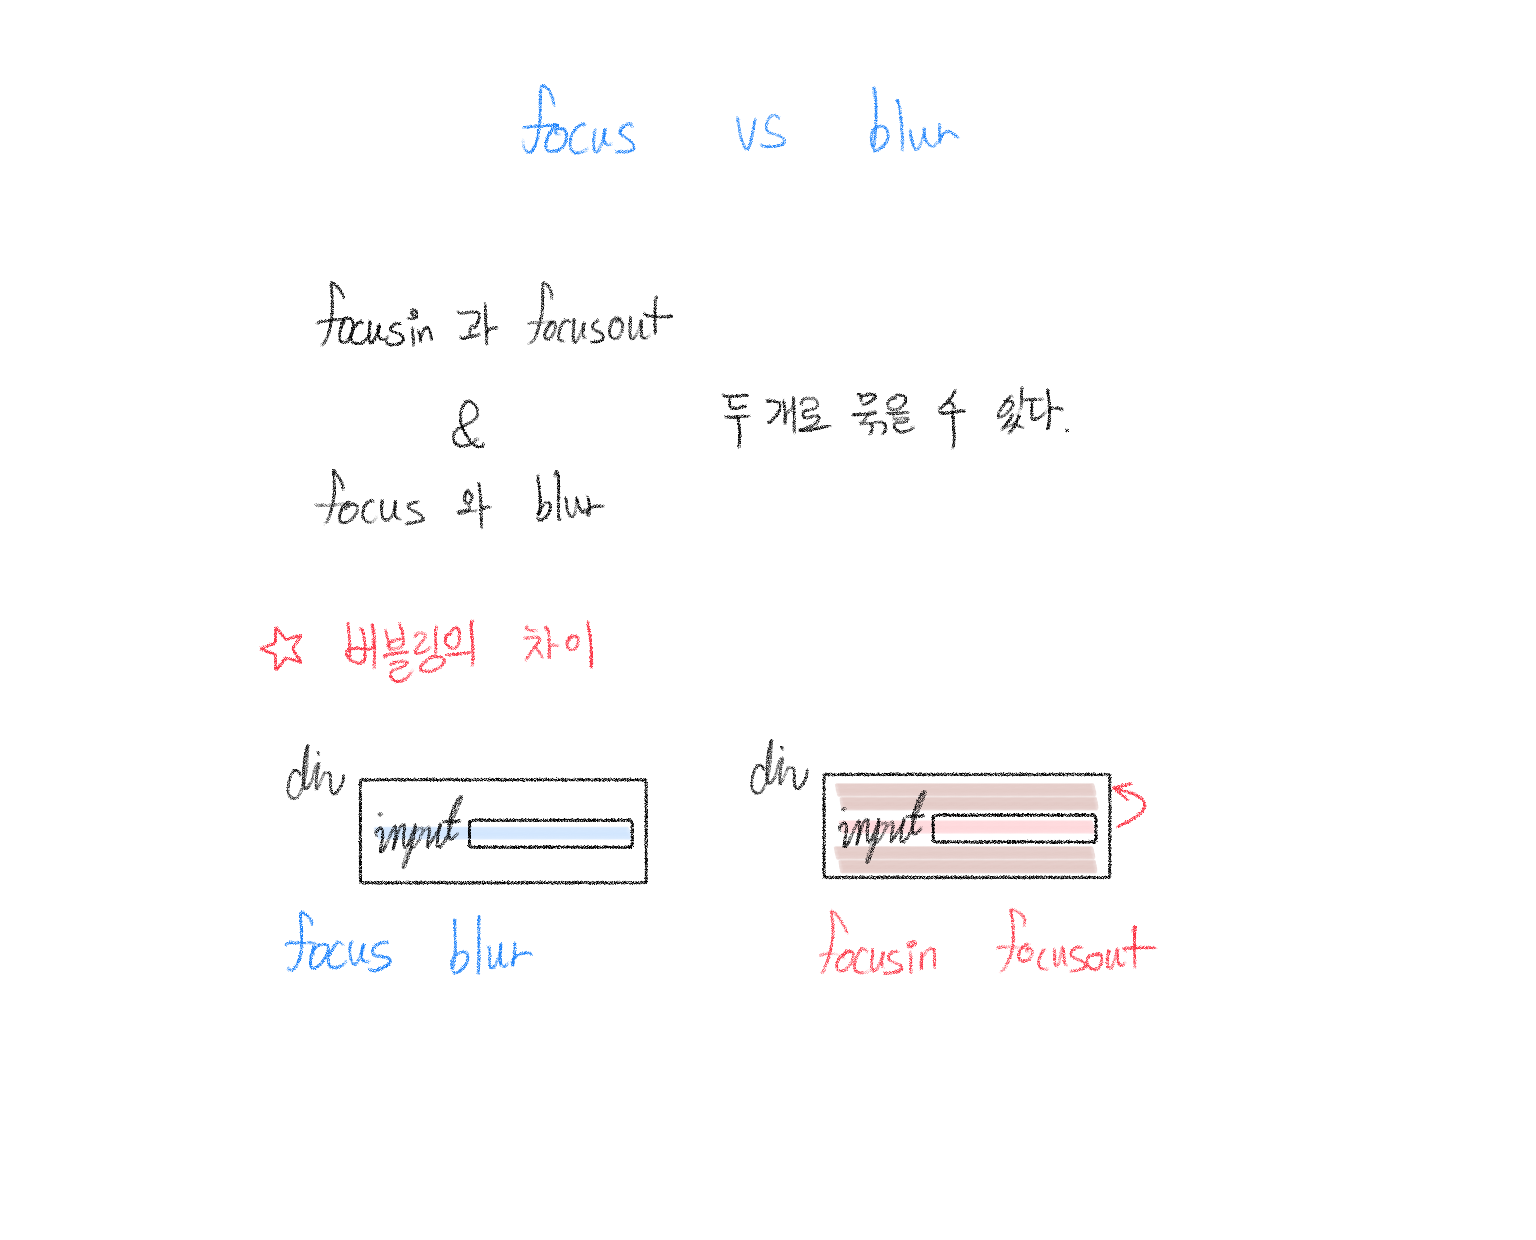 focus vs blur
focusin 과 focusout
&
두 개로 묶을 수 있다.
focus 와 blur
☆ 버블링의 차이
div
input
focus blur
div
input
focusin focusout